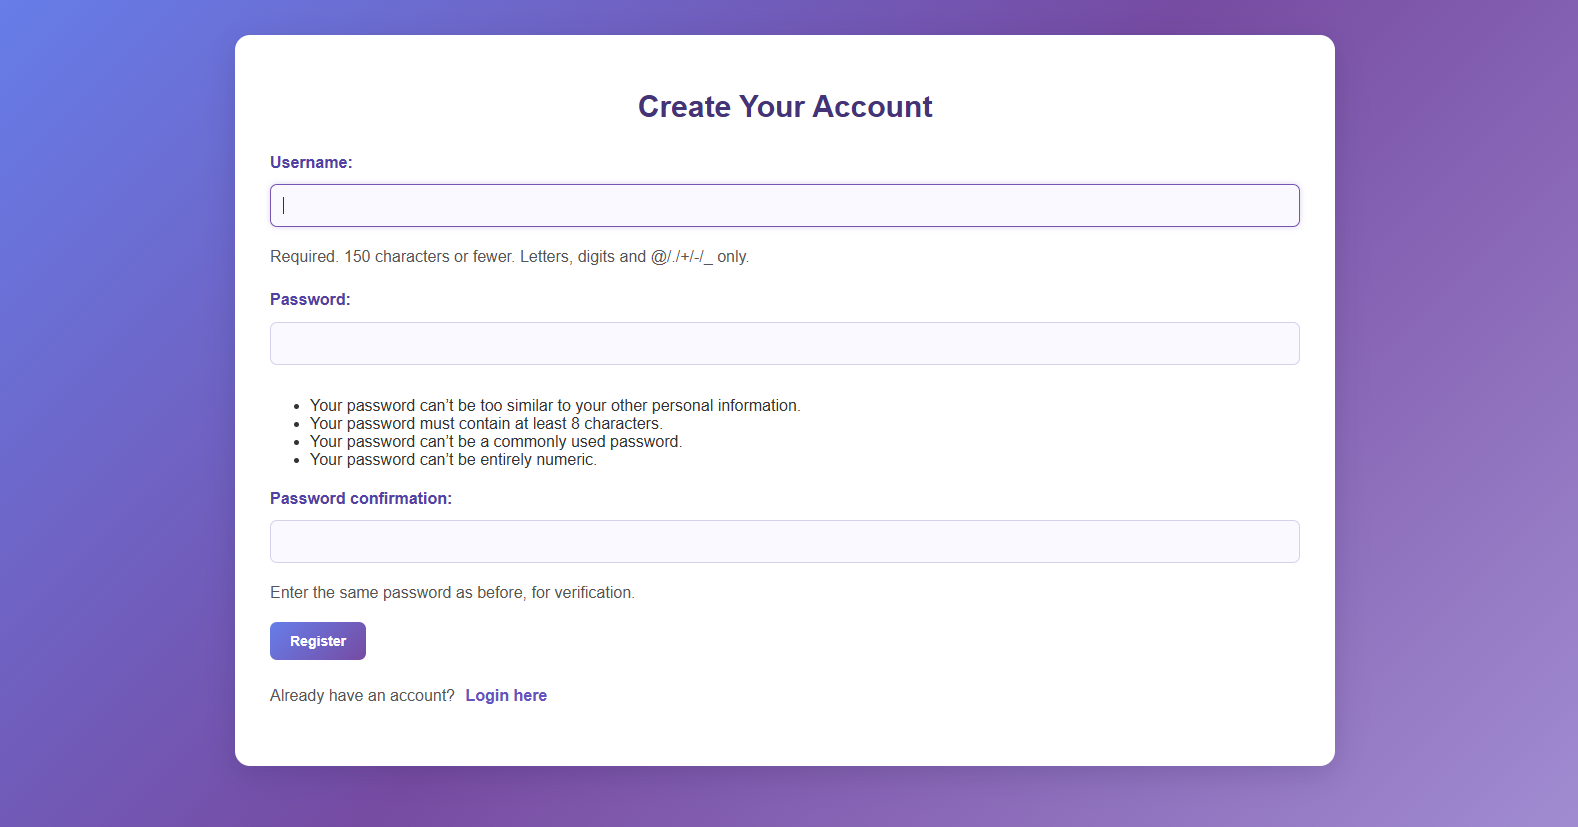 Create Your Account
Username:
Required. 150 characters or fewer. Letters, digits and @/./+/-/_ only.
Password:
Your password can’t be too similar to your other personal information.
Your password must contain at least 8 characters.
Your password can’t be a commonly used password.
Your password can’t be entirely numeric.
Password confirmation:
Enter the same password as before, for verification.
Register
Already have an account? Login here